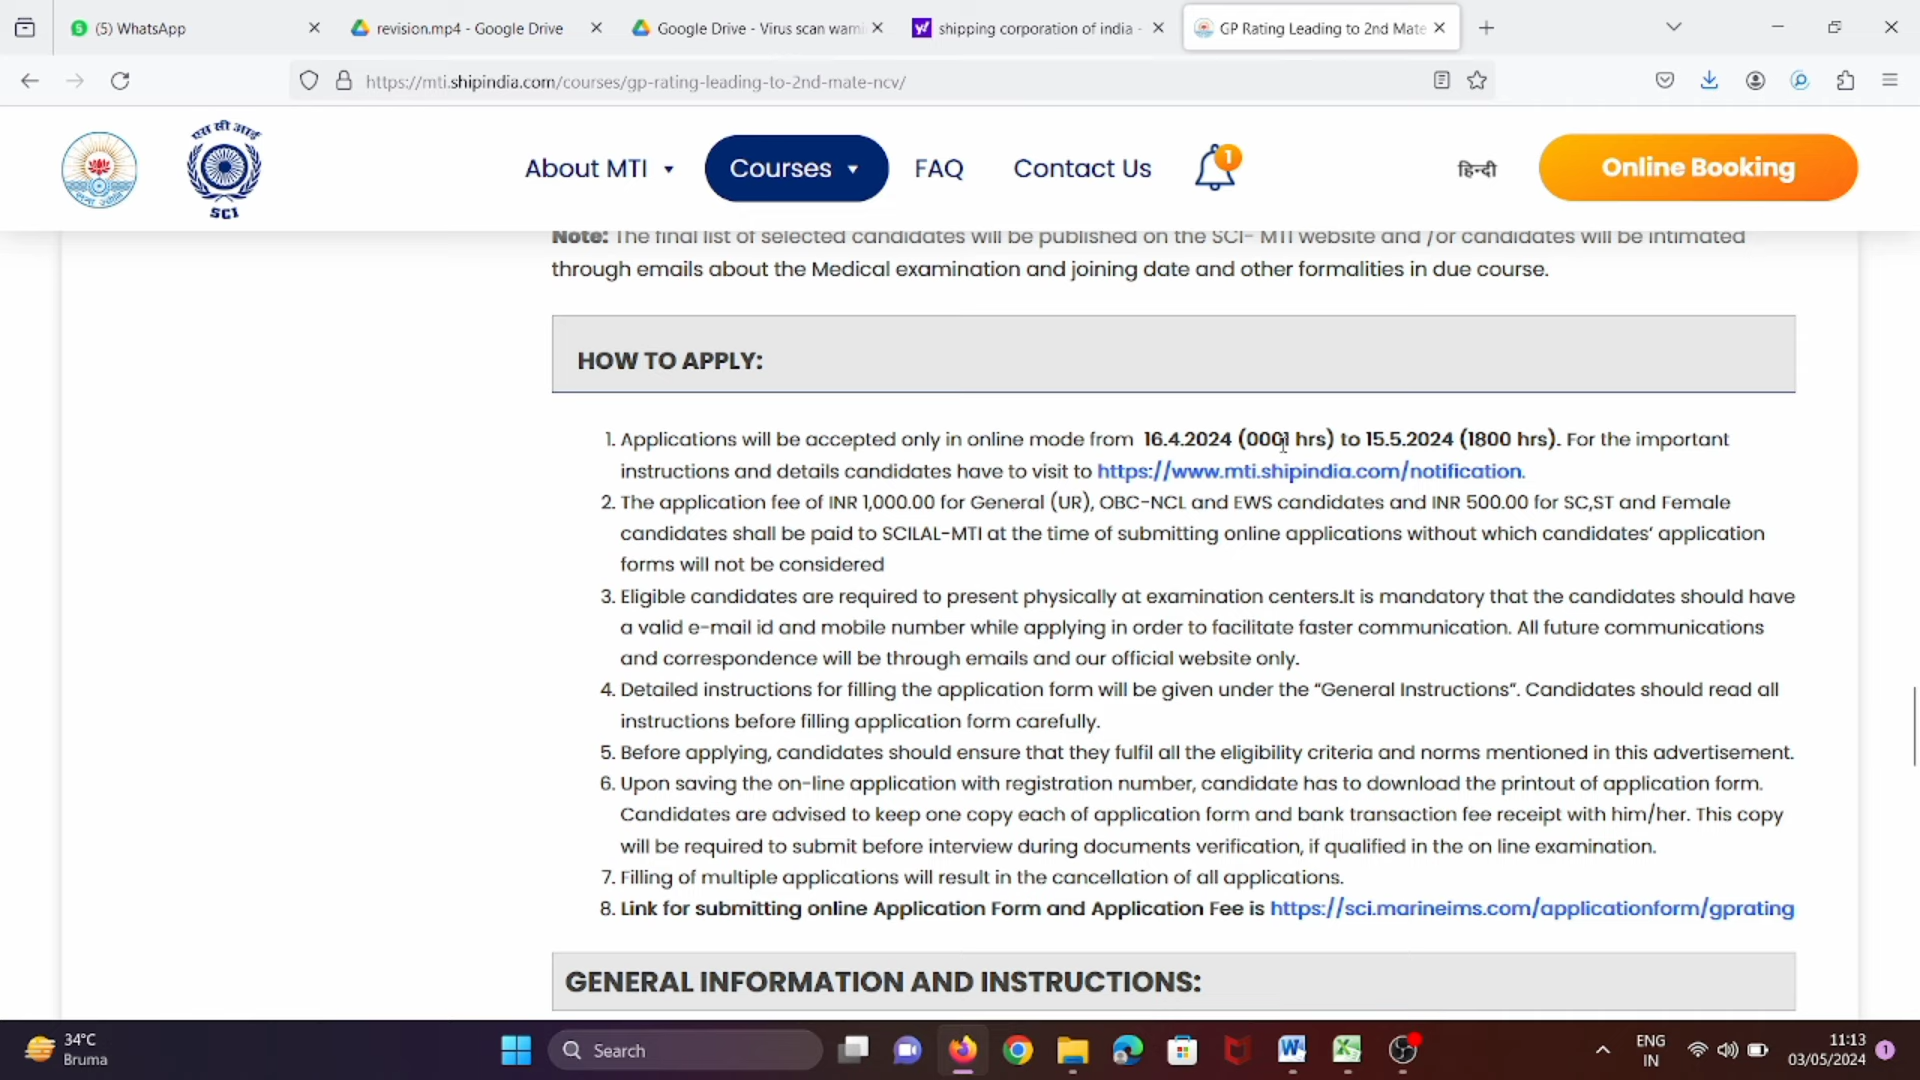 (5) WhatsApp
revision.mp4 - Google Drive
Google Drive - Virus scan warni
shipping corporation of india -
GP Rating Leading to 2nd Mate
https://mti.shipindia.com/courses/gp-rating-leading-to-2nd-mate-ncv/
एस सी आई
SCI
About MTI
Courses
FAQ
Contact Us
1
हिन्दी
Online Booking
Note: The final list of selected candidates will be published on the SCI- MTI website and /or candidates will be intimated
through emails about the Medical examination and joining date and other formalities in due course.
HOW TO APPLY:
1. Applications will be accepted only in online mode from 16.4.2024 (0001 hrs) to 15.5.2024 (1800 hrs). For the important
instructions and details candidates have to visit to https://www.mti.shipindia.com/notification.
2. The application fee of INR 1,000.00 for General (UR), OBC-NCL and EWS candidates and INR 500.00 for SC,ST and Female
candidates shall be paid to SCILAL-MTI at the time of submitting online applications without which candidates’ application
forms will not be considered
3. Eligible candidates are required to present physically at examination centers.It is mandatory that the candidates should have
a valid e-mail id and mobile number while applying in order to facilitate faster communication. All future communications
and correspondence will be through emails and our official website only.
4. Detailed instructions for filling the application form will be given under the “General Instructions“. Candidates should read all
instructions before filling application form carefully.
5. Before applying, candidates should ensure that they fulfil all the eligibility criteria and norms mentioned in this advertisement.
6. Upon saving the on-line application with registration number, candidate has to download the printout of application form.
Candidates are advised to keep one copy each of application form and bank transaction fee receipt with him/her. This copy
will be required to submit before interview during documents verification, if qualified in the on line examination.
7. Filling of multiple applications will result in the cancellation of all applications.
8. Link for submitting online Application Form and Application Fee is https://sci.marineims.com/applicationform/gprating
GENERAL INFORMATION AND INSTRUCTIONS:
34°C
Bruma
Search
ENG
IN
11:13
03/05/2024
1